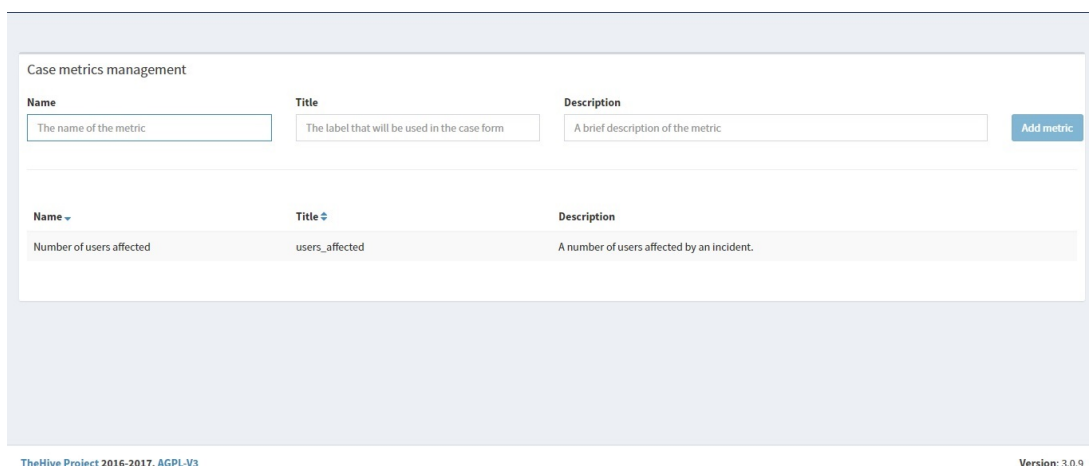 Case metrics management
Name Title Description
The name of the metric The label that will be used in the case form A brief description of the metric Add metric
Name Title Description
Number of users affected users_affected A number of users affected by an incident.
TheHive Project 2016-2017, AGPL-V3 Version: 3.0.9